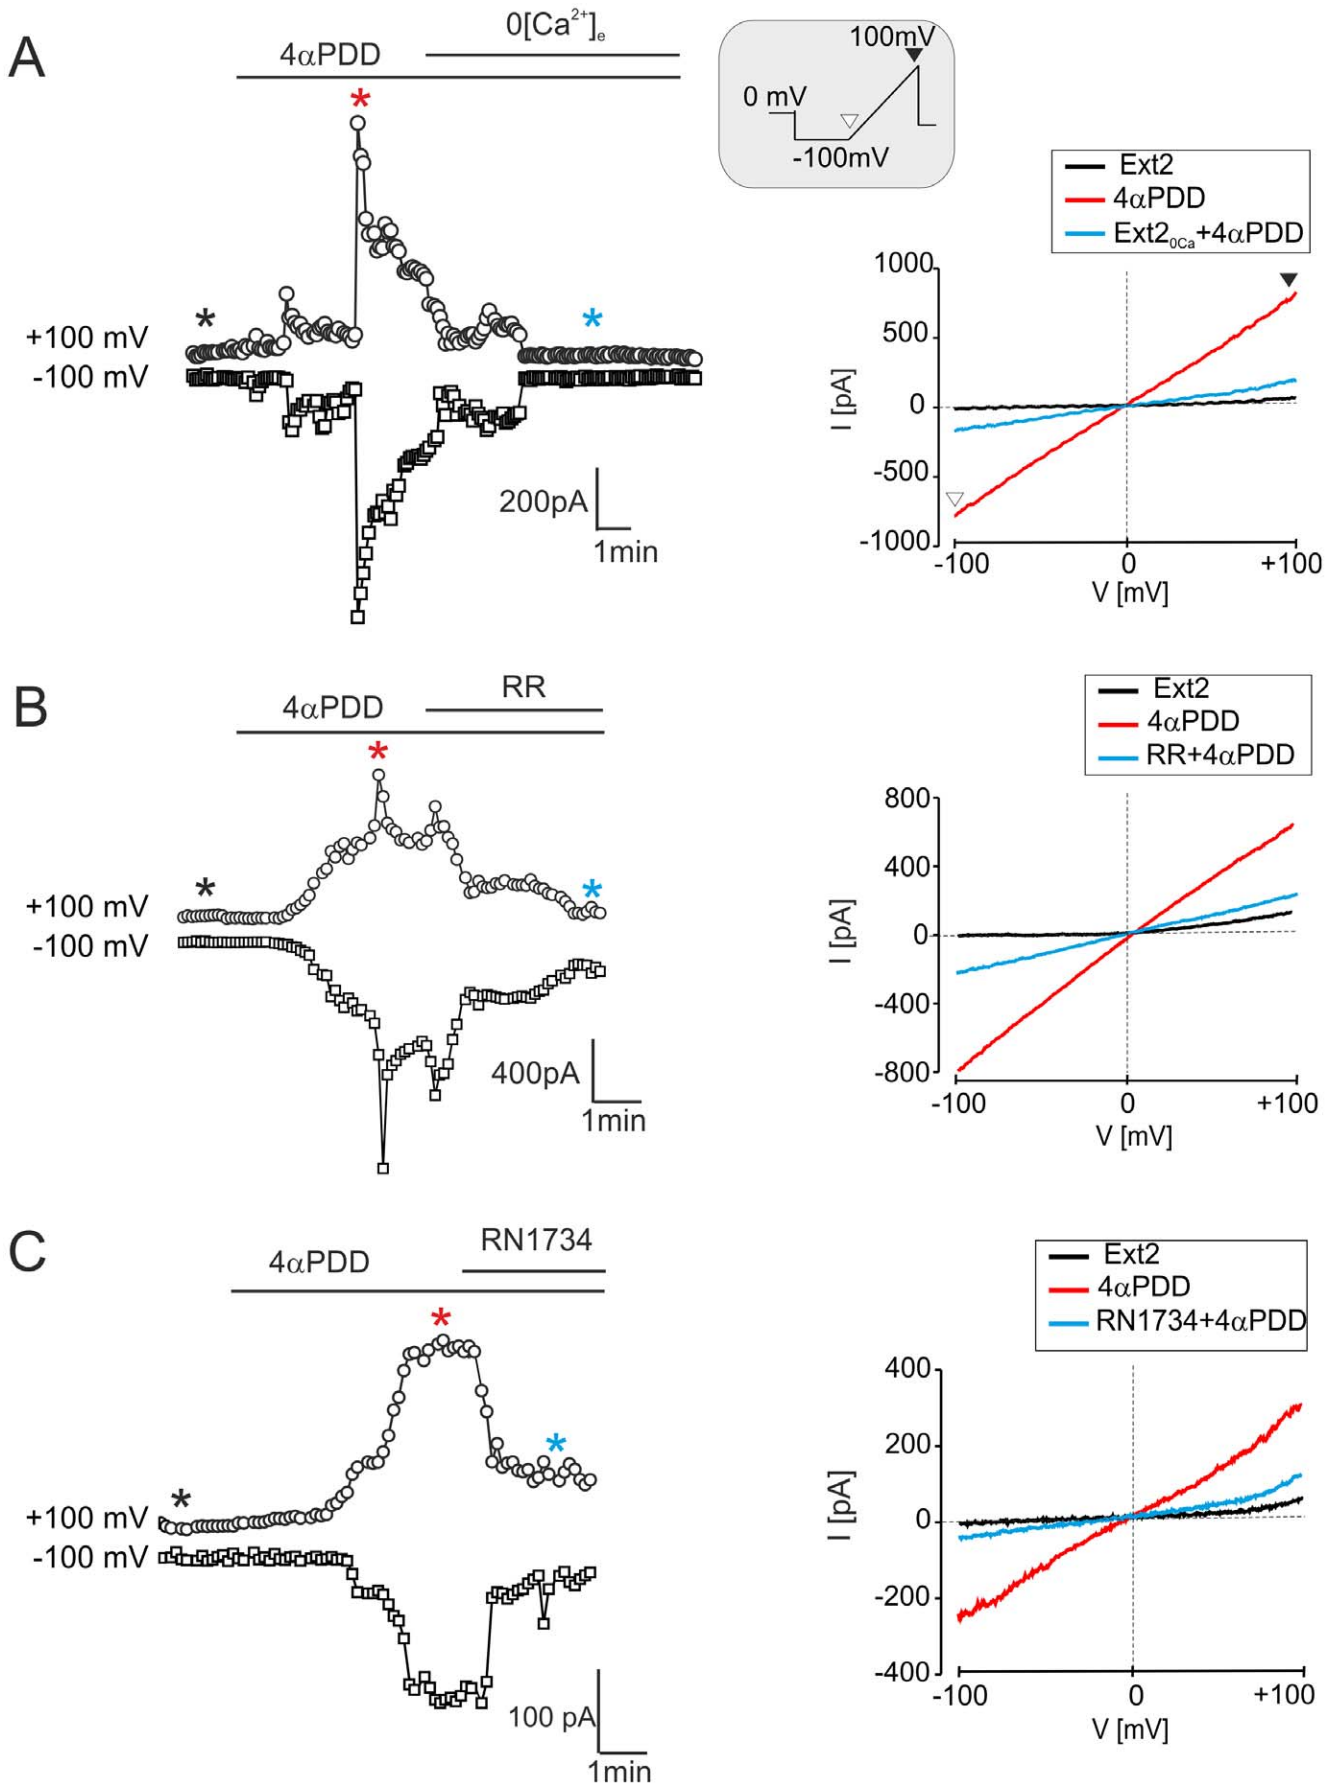 A
4αPDD
0[Ca²⁺]ₑ
*
*
*
+100 mV
-100 mV
200pA
1min
0 mV
100mV
-100mV
Ext2
4αPDD
Ext2₀Ca+4αPDD
1000
500
0
-500
-1000
I [pA]
-100
0
+100
V [mV]
B
4αPDD
RR
*
*
*
+100 mV
-100 mV
400pA
1min
Ext2
4αPDD
RR+4αPDD
800
400
0
-400
-800
I [pA]
-100
0
+100
V [mV]
C
4αPDD
RN1734
*
*
*
+100 mV
-100 mV
100 pA
1min
Ext2
4αPDD
RN1734+4αPDD
400
200
0
-200
-400
I [pA]
-100
0
+100
V [mV]